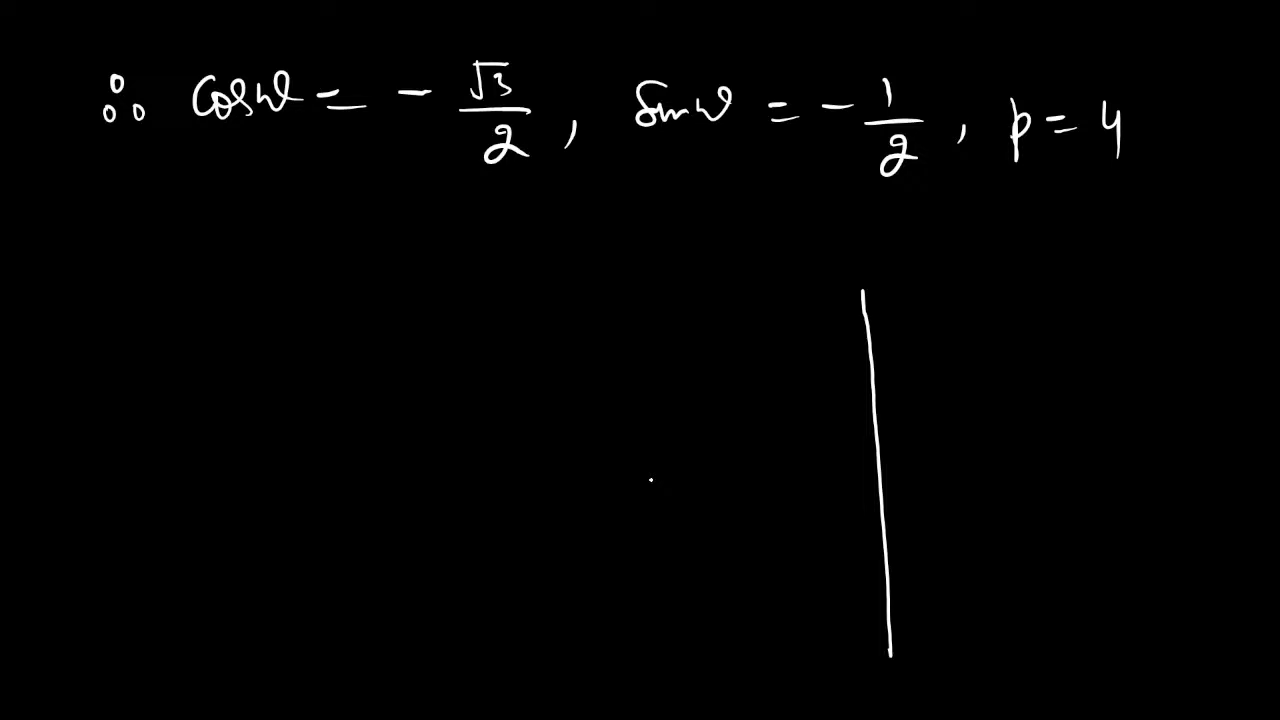 ∴ cosω = - √3/2, sinω = - 1/2, p = 4